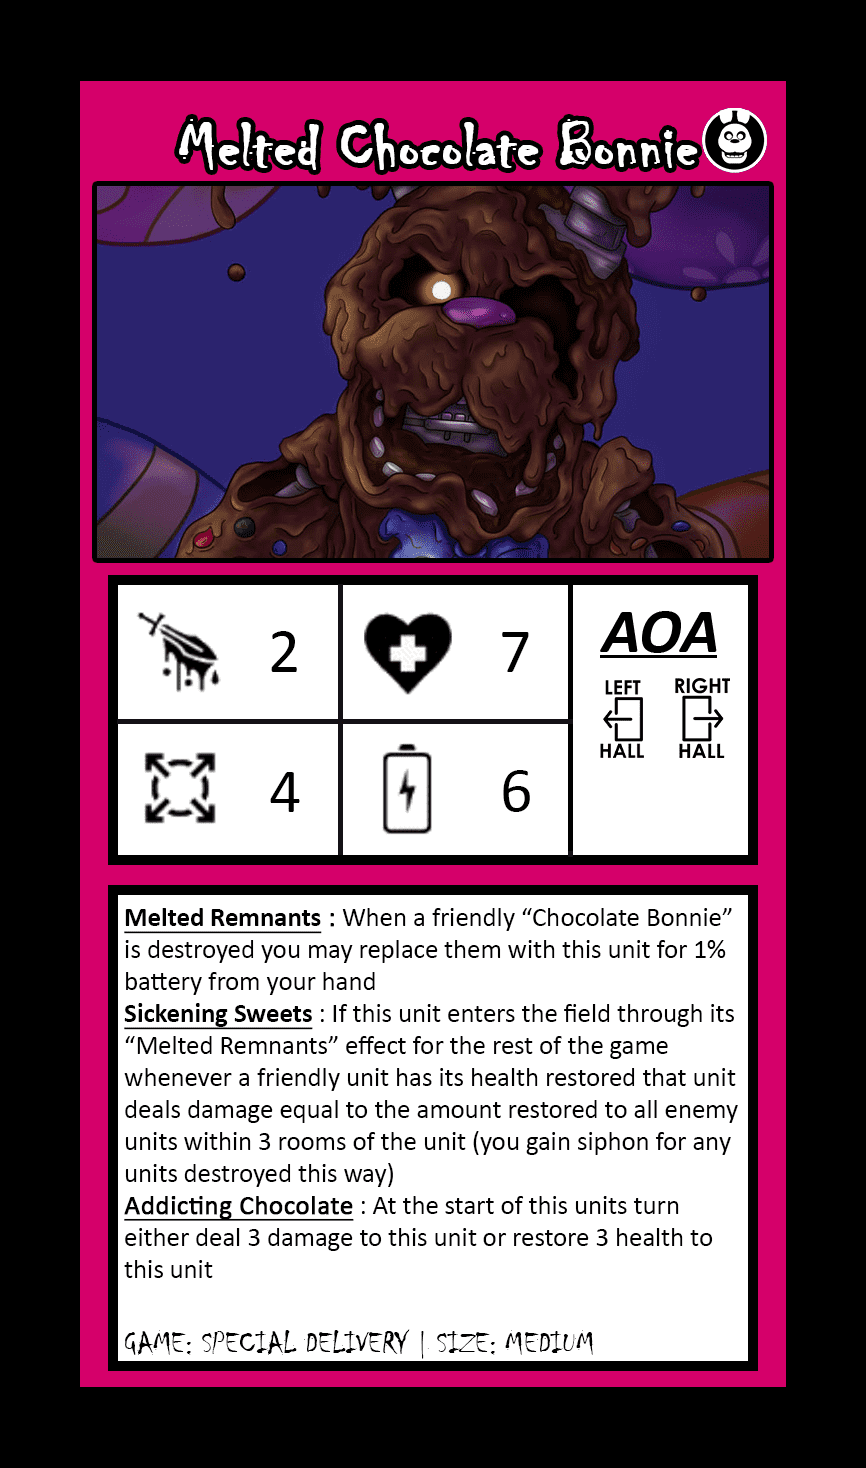 Melted Chocolate Bonnie
2
7
AOA
LEFT
RIGHT
HALL
HALL
4
6
Melted Remnants : When a friendly “Chocolate Bonnie”
is destroyed you may replace them with this unit for 1%
battery from your hand
Sickening Sweets : If this unit enters the field through its
“Melted Remnants” effect for the rest of the game
whenever a friendly unit has its health restored that unit
deals damage equal to the amount restored to all enemy
units within 3 rooms of the unit (you gain siphon for any
units destroyed this way)
Addicting Chocolate : At the start of this units turn
either deal 3 damage to this unit or restore 3 health to
this unit
GAME: SPECIAL DELIVERY | SIZE: MEDIUM